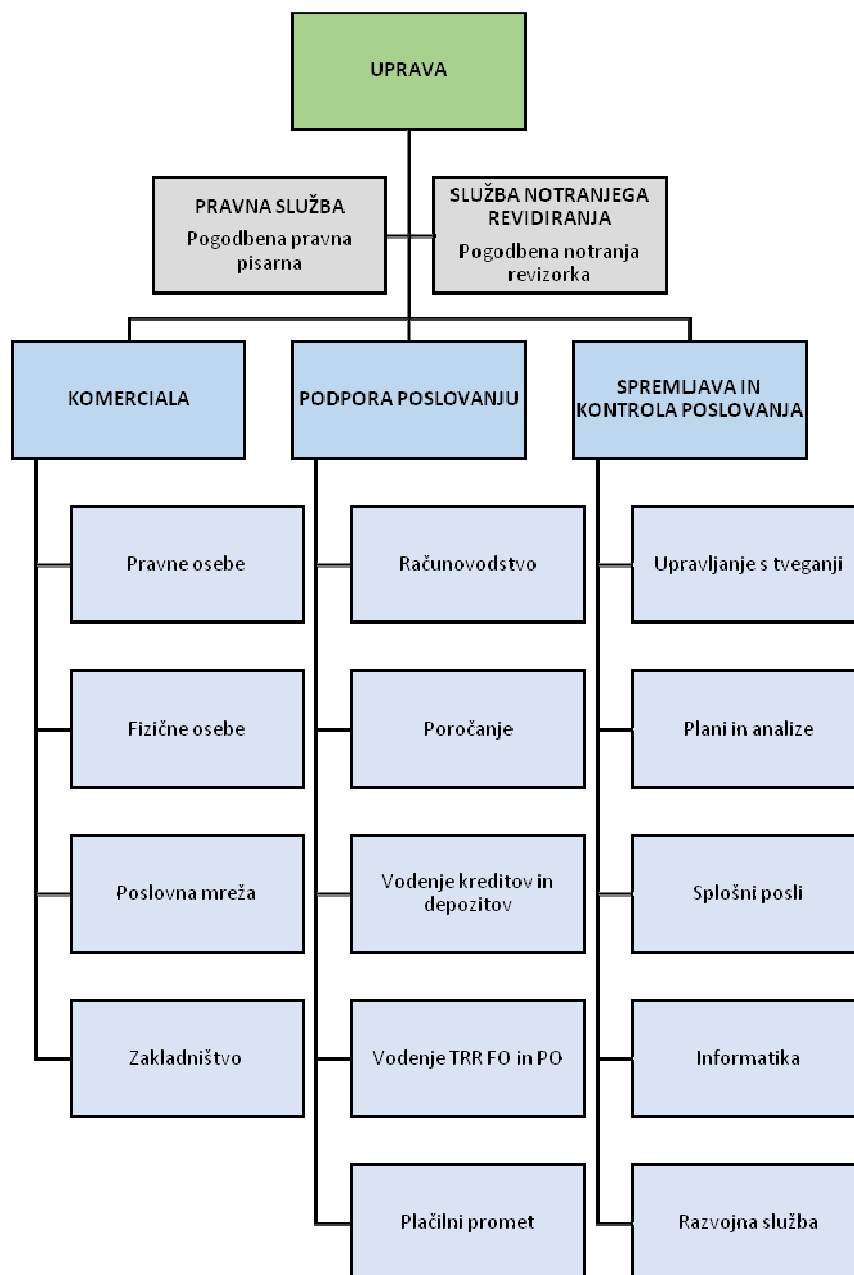 UPRAVA
PRAVNA SLUŽBA
Pogodbena pravna
pisarna
SLUŽBA NOTRANJEGA
REVIDIRANJA
Pogodbena notranja
revizorka
KOMERCIALA
PODPORA POSLOVANJU
SPREMLJAVA IN
KONTROLA POSLOVANJA
Pravne osebe
Fizične osebe
Poslovna mreža
Zakladništvo
Računovodstvo
Poročanje
Vodenje kreditov in
depozitov
Vodenje TRR FO in PO
Plačilni promet
Upravljanje s tveganji
Plani in analize
Splošni posli
Informatika
Razvojna služba